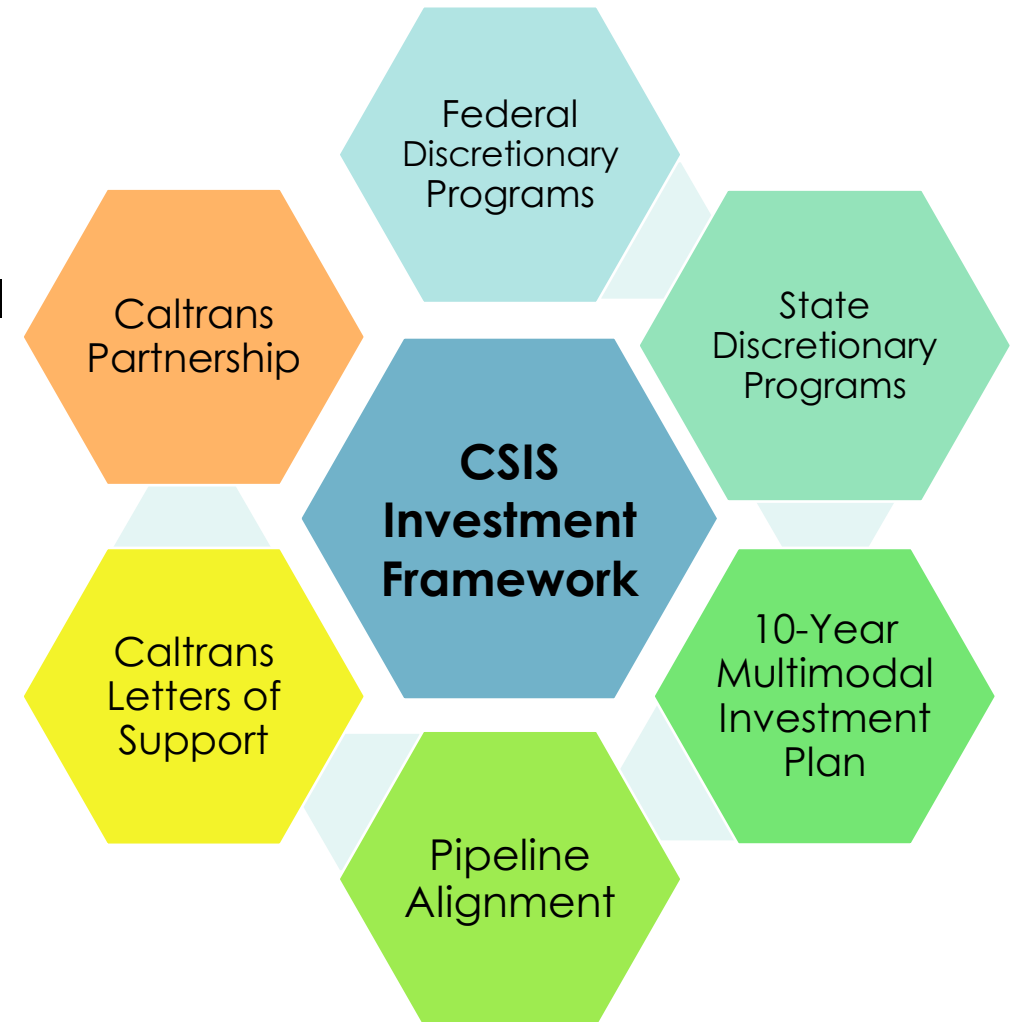 Federal
Discretionary
Programs
State
Discretionary
Programs
10-Year
Multimodal
Investment
Plan
Pipeline
Alignment
Caltrans
Letters of
Support
Caltrans
Partnership
CSIS
Investment
Framework